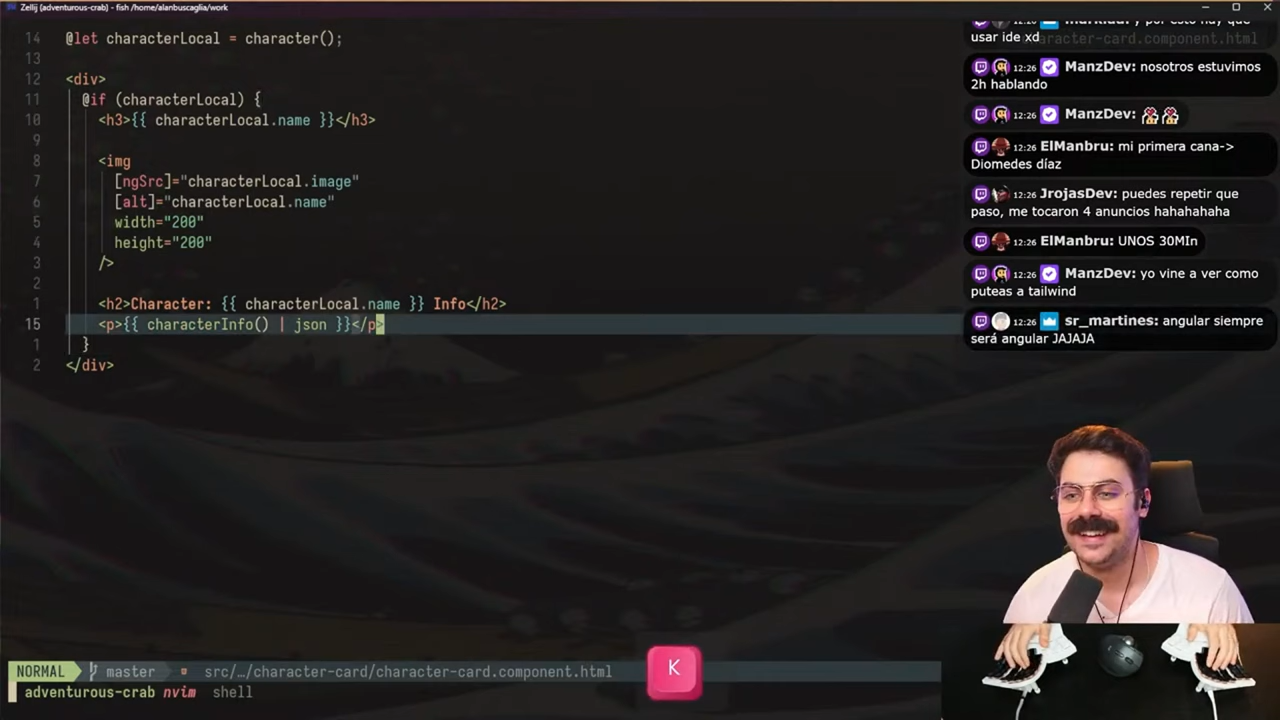 Zellij (adventurous-crab) - fish /home/alanbuscaglia/work
14 @let characterLocal = character();
13
12 <div>
11 @if (characterLocal) {
10 <h3>{{ characterLocal.name }}</h3>
9
8 <img
7 [ngSrc]="characterLocal.image"
6 [alt]="characterLocal.name"
5 width="200"
4 height="200"
3 />
2
1 <h2>Character: {{ characterLocal.name }} Info</h2>
15 <p>{{ characterInfo() | json }}</p>
1 }
2 </div>
NORMAL master src/…/character-card/character-card.component.html
adventurous-crab nvim shell
K
usar ide xd
character-card.component.html
12:26 ManzDev: nosotros estuvimos
2h hablando
12:26 ManzDev:
12:26 ElManbru: mi primera cana->
Diomedes díaz
12:26 JrojasDev: puedes repetir que
paso, me tocaron 4 anuncios hahahahaha
12:26 ElManbru: UNOS 30MIn
12:26 ManzDev: yo vine a ver como
puteas a tailwind
12:26 sr_martines: angular siempre
será angular JAJAJA